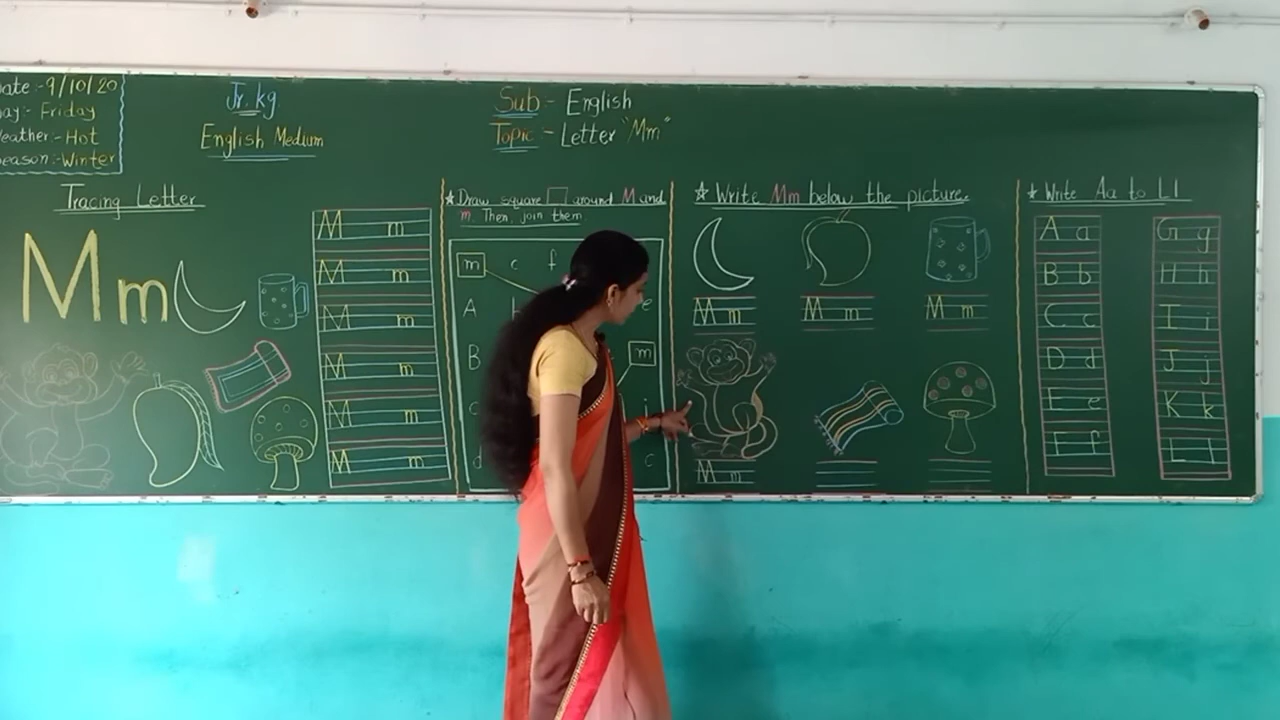 ate :- 9/10/20
ay:- Friday
eather:- Hot
eason:- Winter
Jr. kg.
English Medium
Sub - English
Topic - Letter "Mm"
Tracing Letter
Mm
M m
M m
M m
M m
M m
M m
★ Draw square □ around M and
m. Then join them
m c f
A
e
B
m
i
d
c
★ Write Mm below the picture.
M m
M m
M m
M m
★ Write Aa to Ll
A a
B b
C c
D d
E e
F f
G g
H h
I i
J j
K k
L l